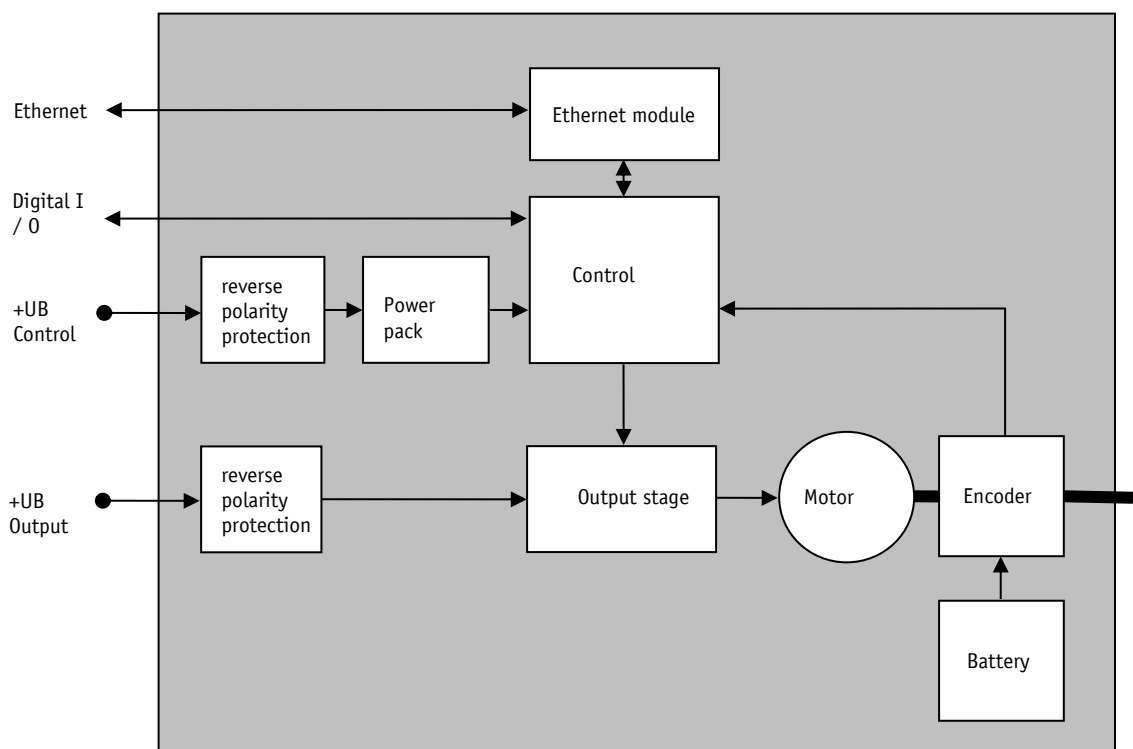 Ethernet
Ethernet module
Digital I
/ O
Control
+UB
Control
reverse
polarity
protection
Power
pack
+UB
Output
reverse
polarity
protection
Output stage
Motor
Encoder
Battery